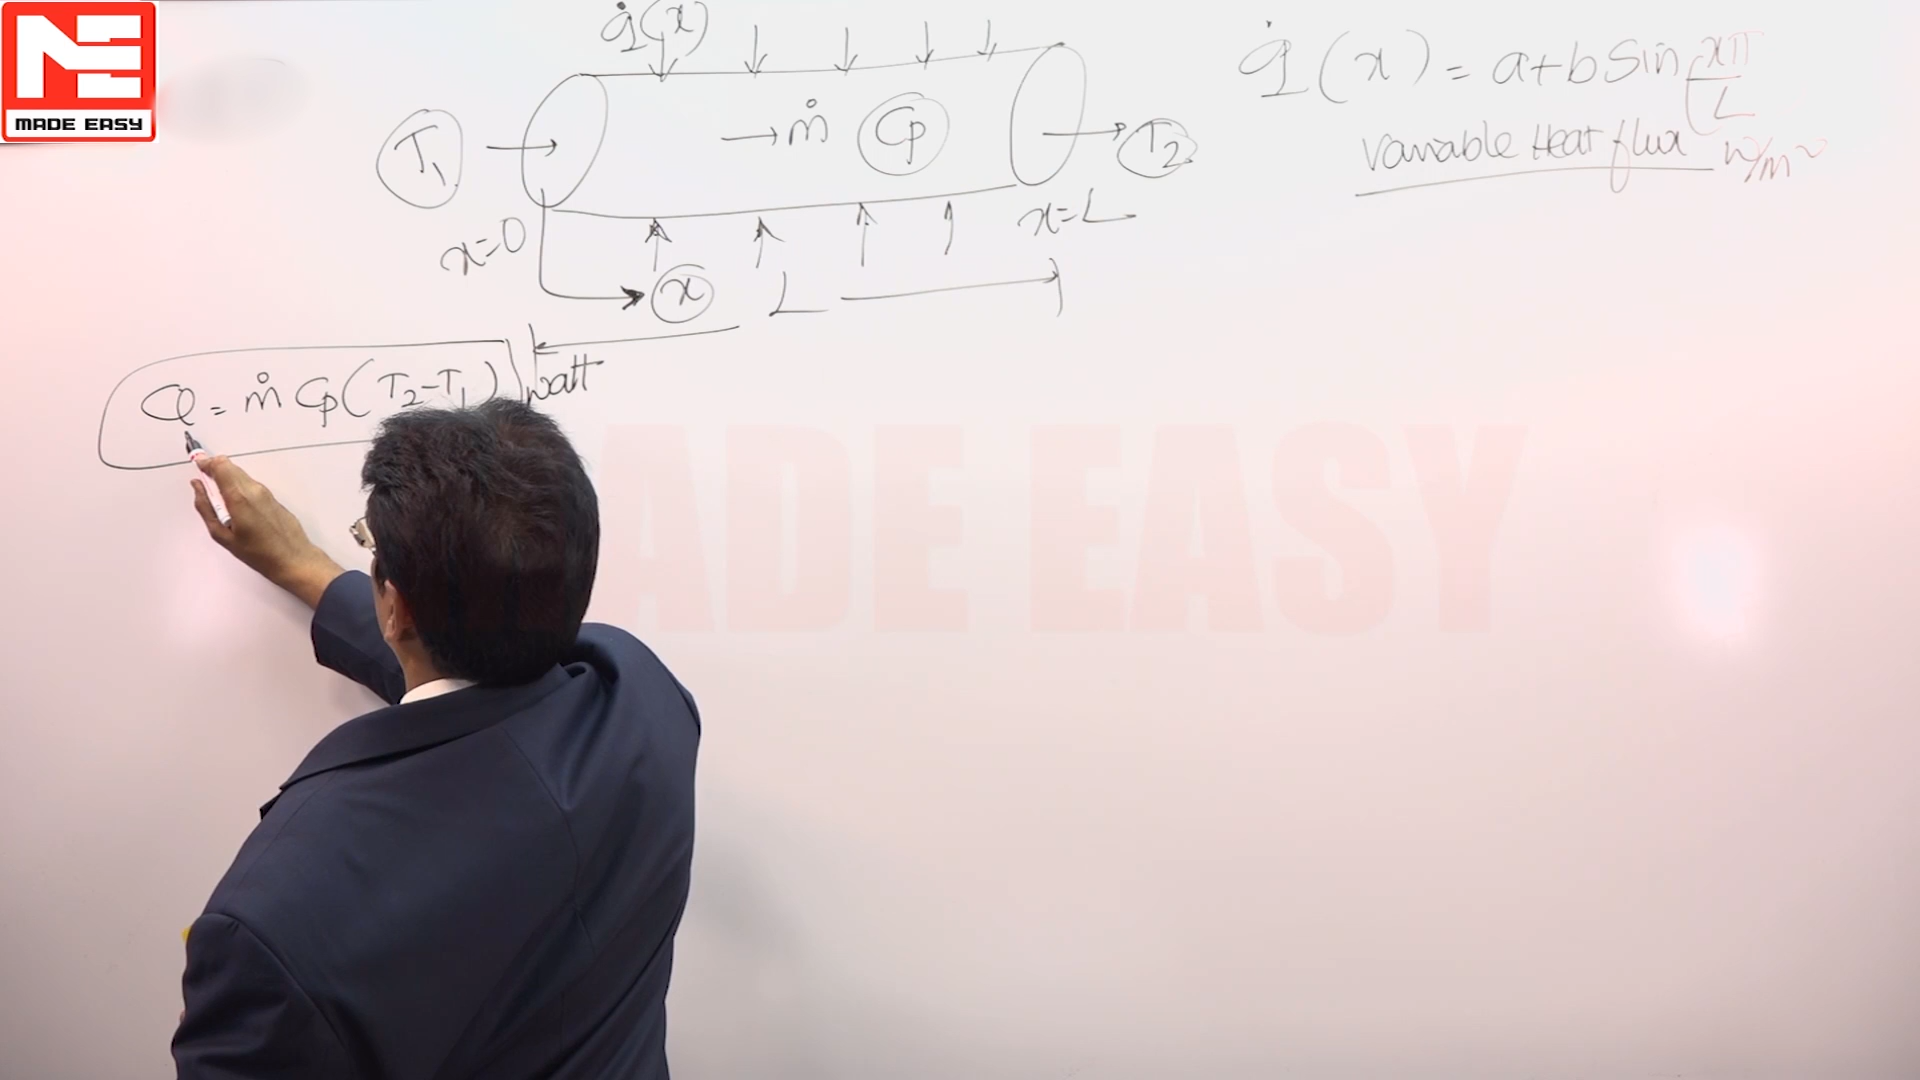 MADE EASY
q̇(x)
T₁
→ ṁ Cp
T₂
x=0
x=L
x
L
q̇(x) = a+b Sin(xπ/L
Variable Heat flux W/m²
Q = ṁ Cp(T₂-T₁) watt
MADE EASY